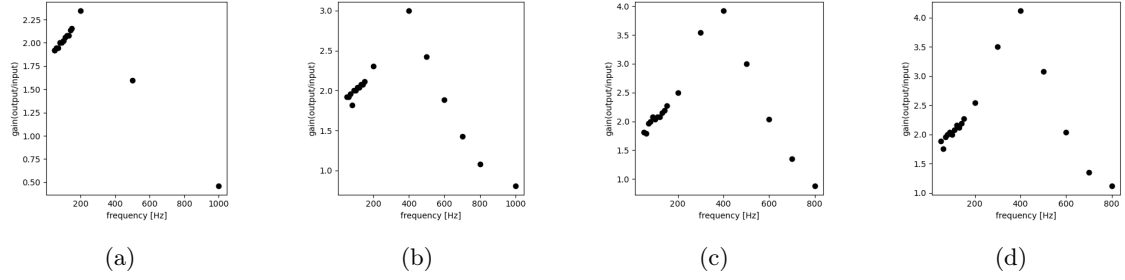 2.25
2.00
1.75
1.50
1.25
1.00
0.75
0.50
gain(output/input)
200 400 600 800 1000
frequency [Hz]
(a)
3.0
2.5
2.0
1.5
1.0
gain(output/input)
200 400 600 800 1000
frequency [Hz]
(b)
4.0
3.5
3.0
2.5
2.0
1.5
1.0
gain(output/input)
200 400 600 800
frequency [Hz]
(c)
4.0
3.5
3.0
2.5
2.0
1.5
1.0
gain(output/input)
200 400 600 800
frequency [Hz]
(d)